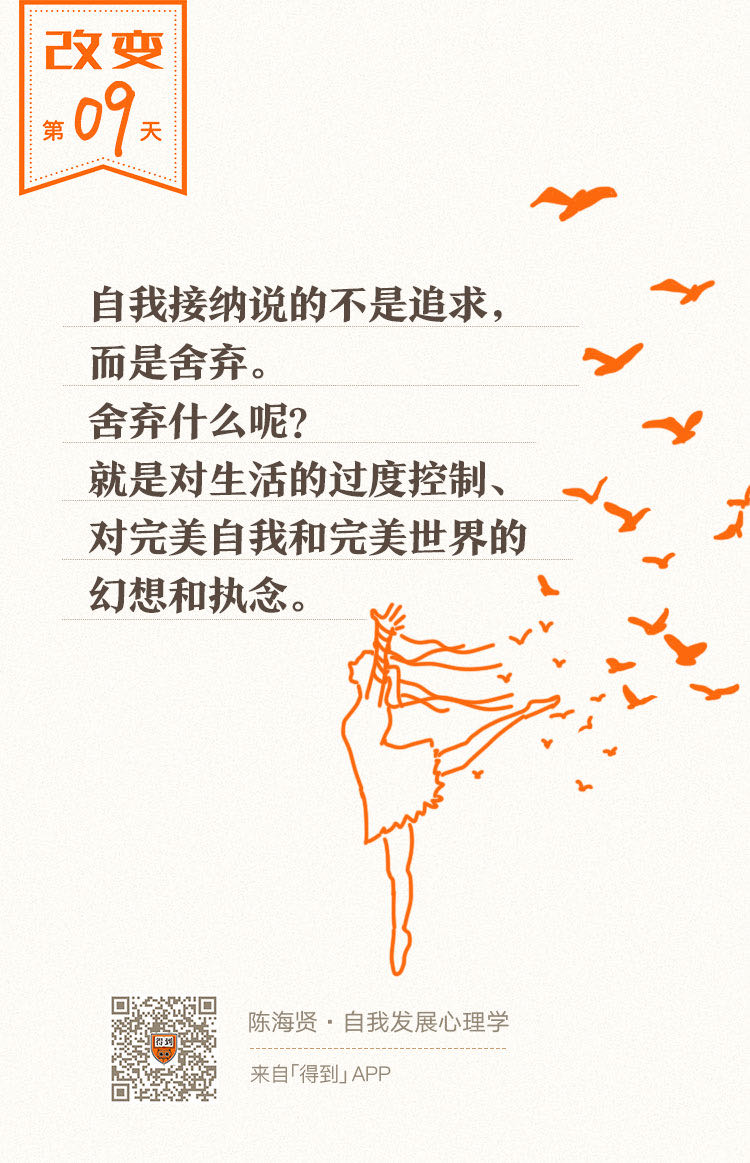 改变
第09天
自我接纳说的不是追求，
而是舍弃。
舍弃什么呢？
就是对生活的过度控制、
对完美自我和完美世界的
幻想和执念。
得到
陈海贤·自我发展心理学
来自「得到」APP